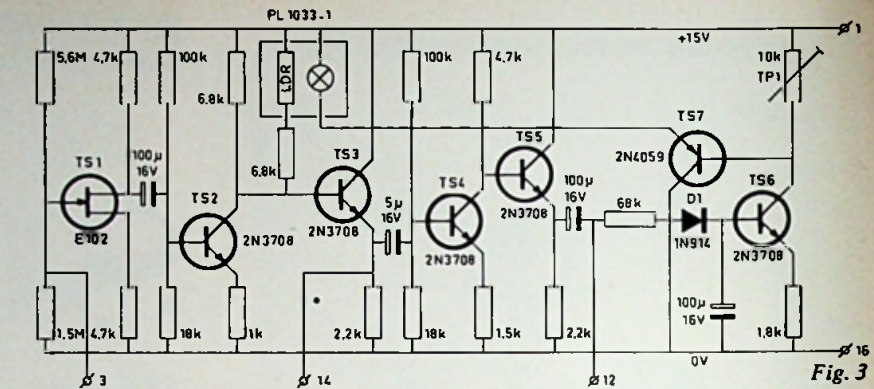 PL 1033-1
1
+15V
5,6M 4,7k 100k
6.8k
LDR
100k 4,7k
10k
TP1
TS1
100µ
16V
E102
TS2
2N3708
6,8k
TS3
2N3708
5µ
16V
TS4
2N3708
TS5
2N3708
100µ
16V
68k
TS7
2N4059
D1
1N914
TS6
2N3708
100µ
16V
1.5M 4.7k
18k
1k
2.2k
18k
1.5k
2,2k
1,8k
0V
16
3
14
12
Fig. 3